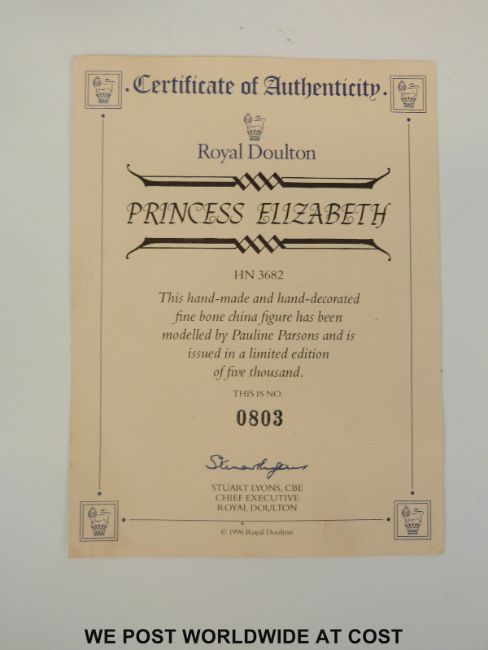 Certificate of Authenticity
Royal Doulton
PRINCESS ELIZABETH
HN 3682
This hand-made and hand-decorated
fine bone china figure has been
modelled by Pauline Parsons and is
issued in a limited edition
of five thousand.
THIS IS NO.
0803
Stuart Lyons
STUART LYONS, CBE
CHIEF EXECUTIVE
ROYAL DOULTON
© 1996 Royal Doulton
WE POST WORLDWIDE AT COST